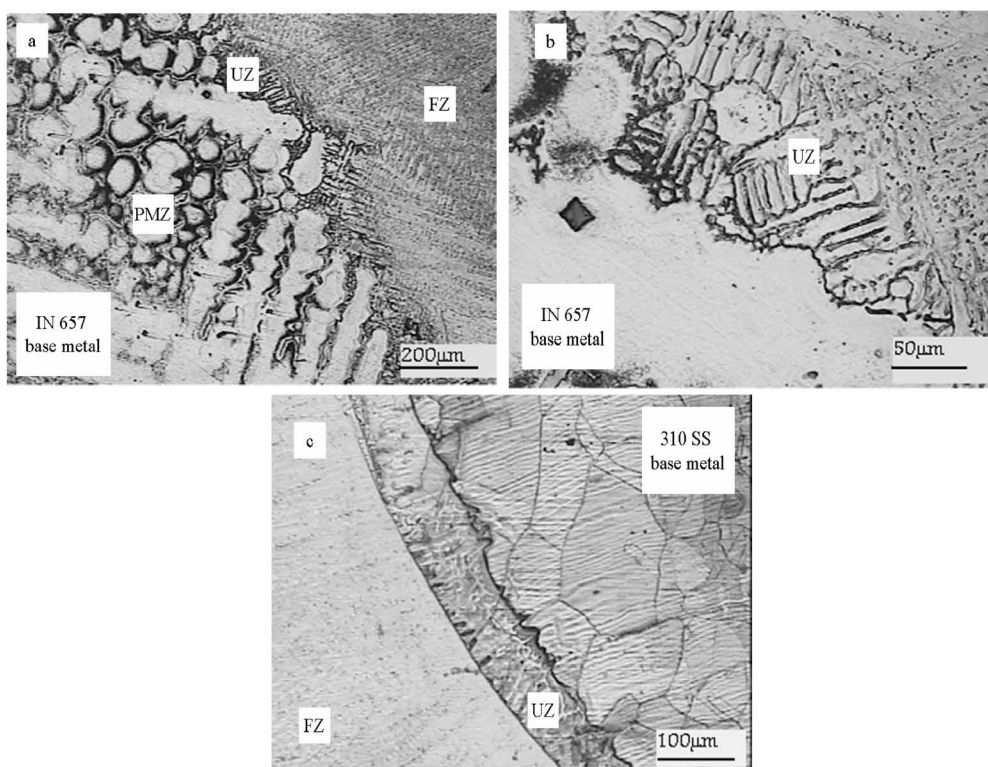 a
UZ
FZ
PMZ
IN 657
base metal
200µm
b
UZ
IN 657
base metal
50µm
c
310 SS
base metal
UZ
FZ
100µm